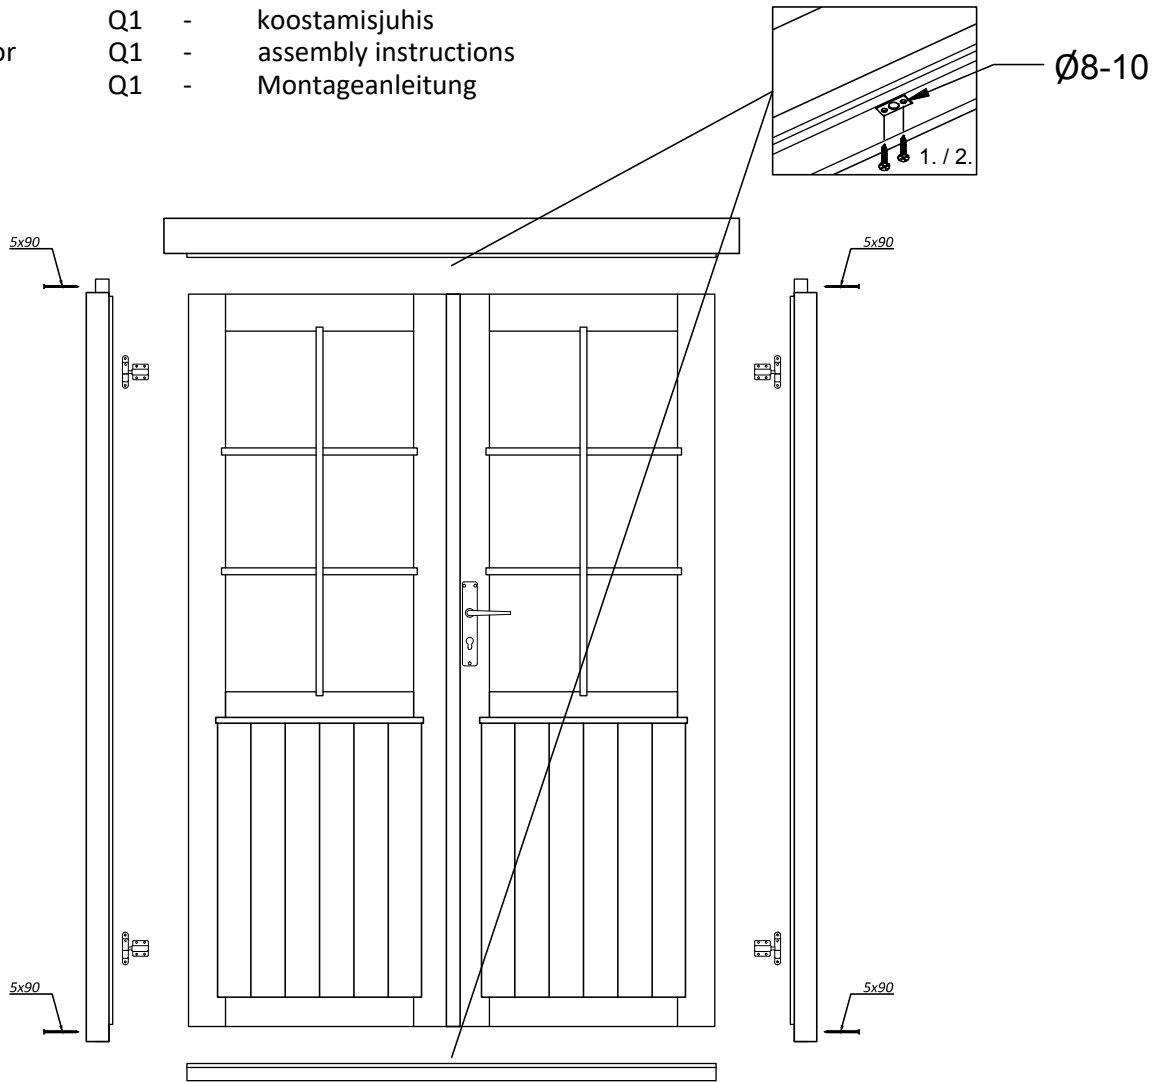 Q1 - koostamisjuhis
or Q1 - assembly instructions
Q1 - Montageanleitung
Ø8-10
1. / 2.
5x90
5x90
5x90
5x90